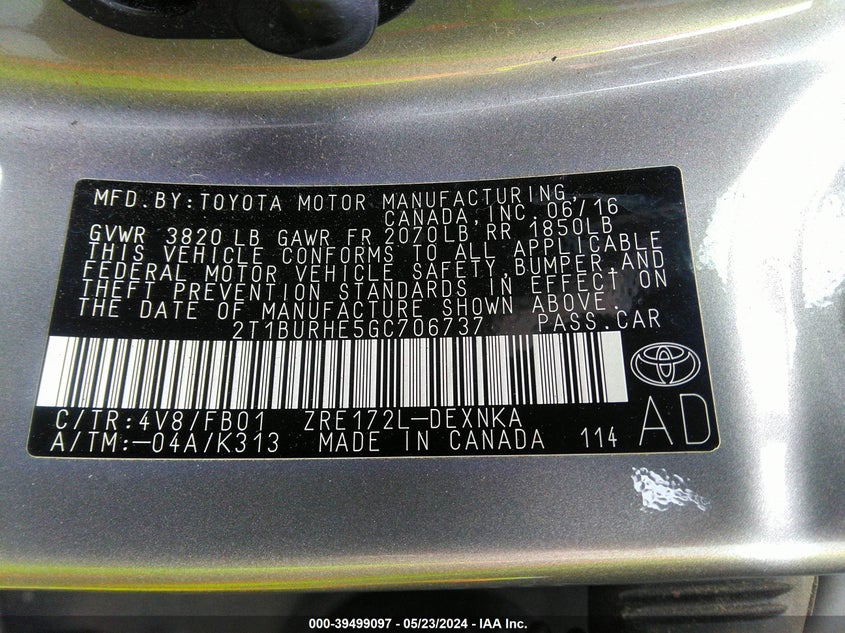 MFD.BY:TOYOTA MOTOR MANUFACTURING,
CANADA,INC. 06/16
GVWR 3820 LB GAWR FR 2070LB,RR 1850LB
THIS VEHICLE CONFORMS TO ALL APPLICABLE
FEDERAL MOTOR VEHICLE SAFETY,BUMPER,AND
THEFT PREVENTION STANDARDS IN EFFECT ON
THE DATE OF MANUFACTURE SHOWN ABOVE.
2T1BURHE5GC706737 PASS.CAR
C/TR:4V8/FB01 ZRE172L-DEXNKA
A/TM:-04A/K313 MADE IN CANADA 114 AD
000-39499097 - 05/23/2024 - IAA Inc.